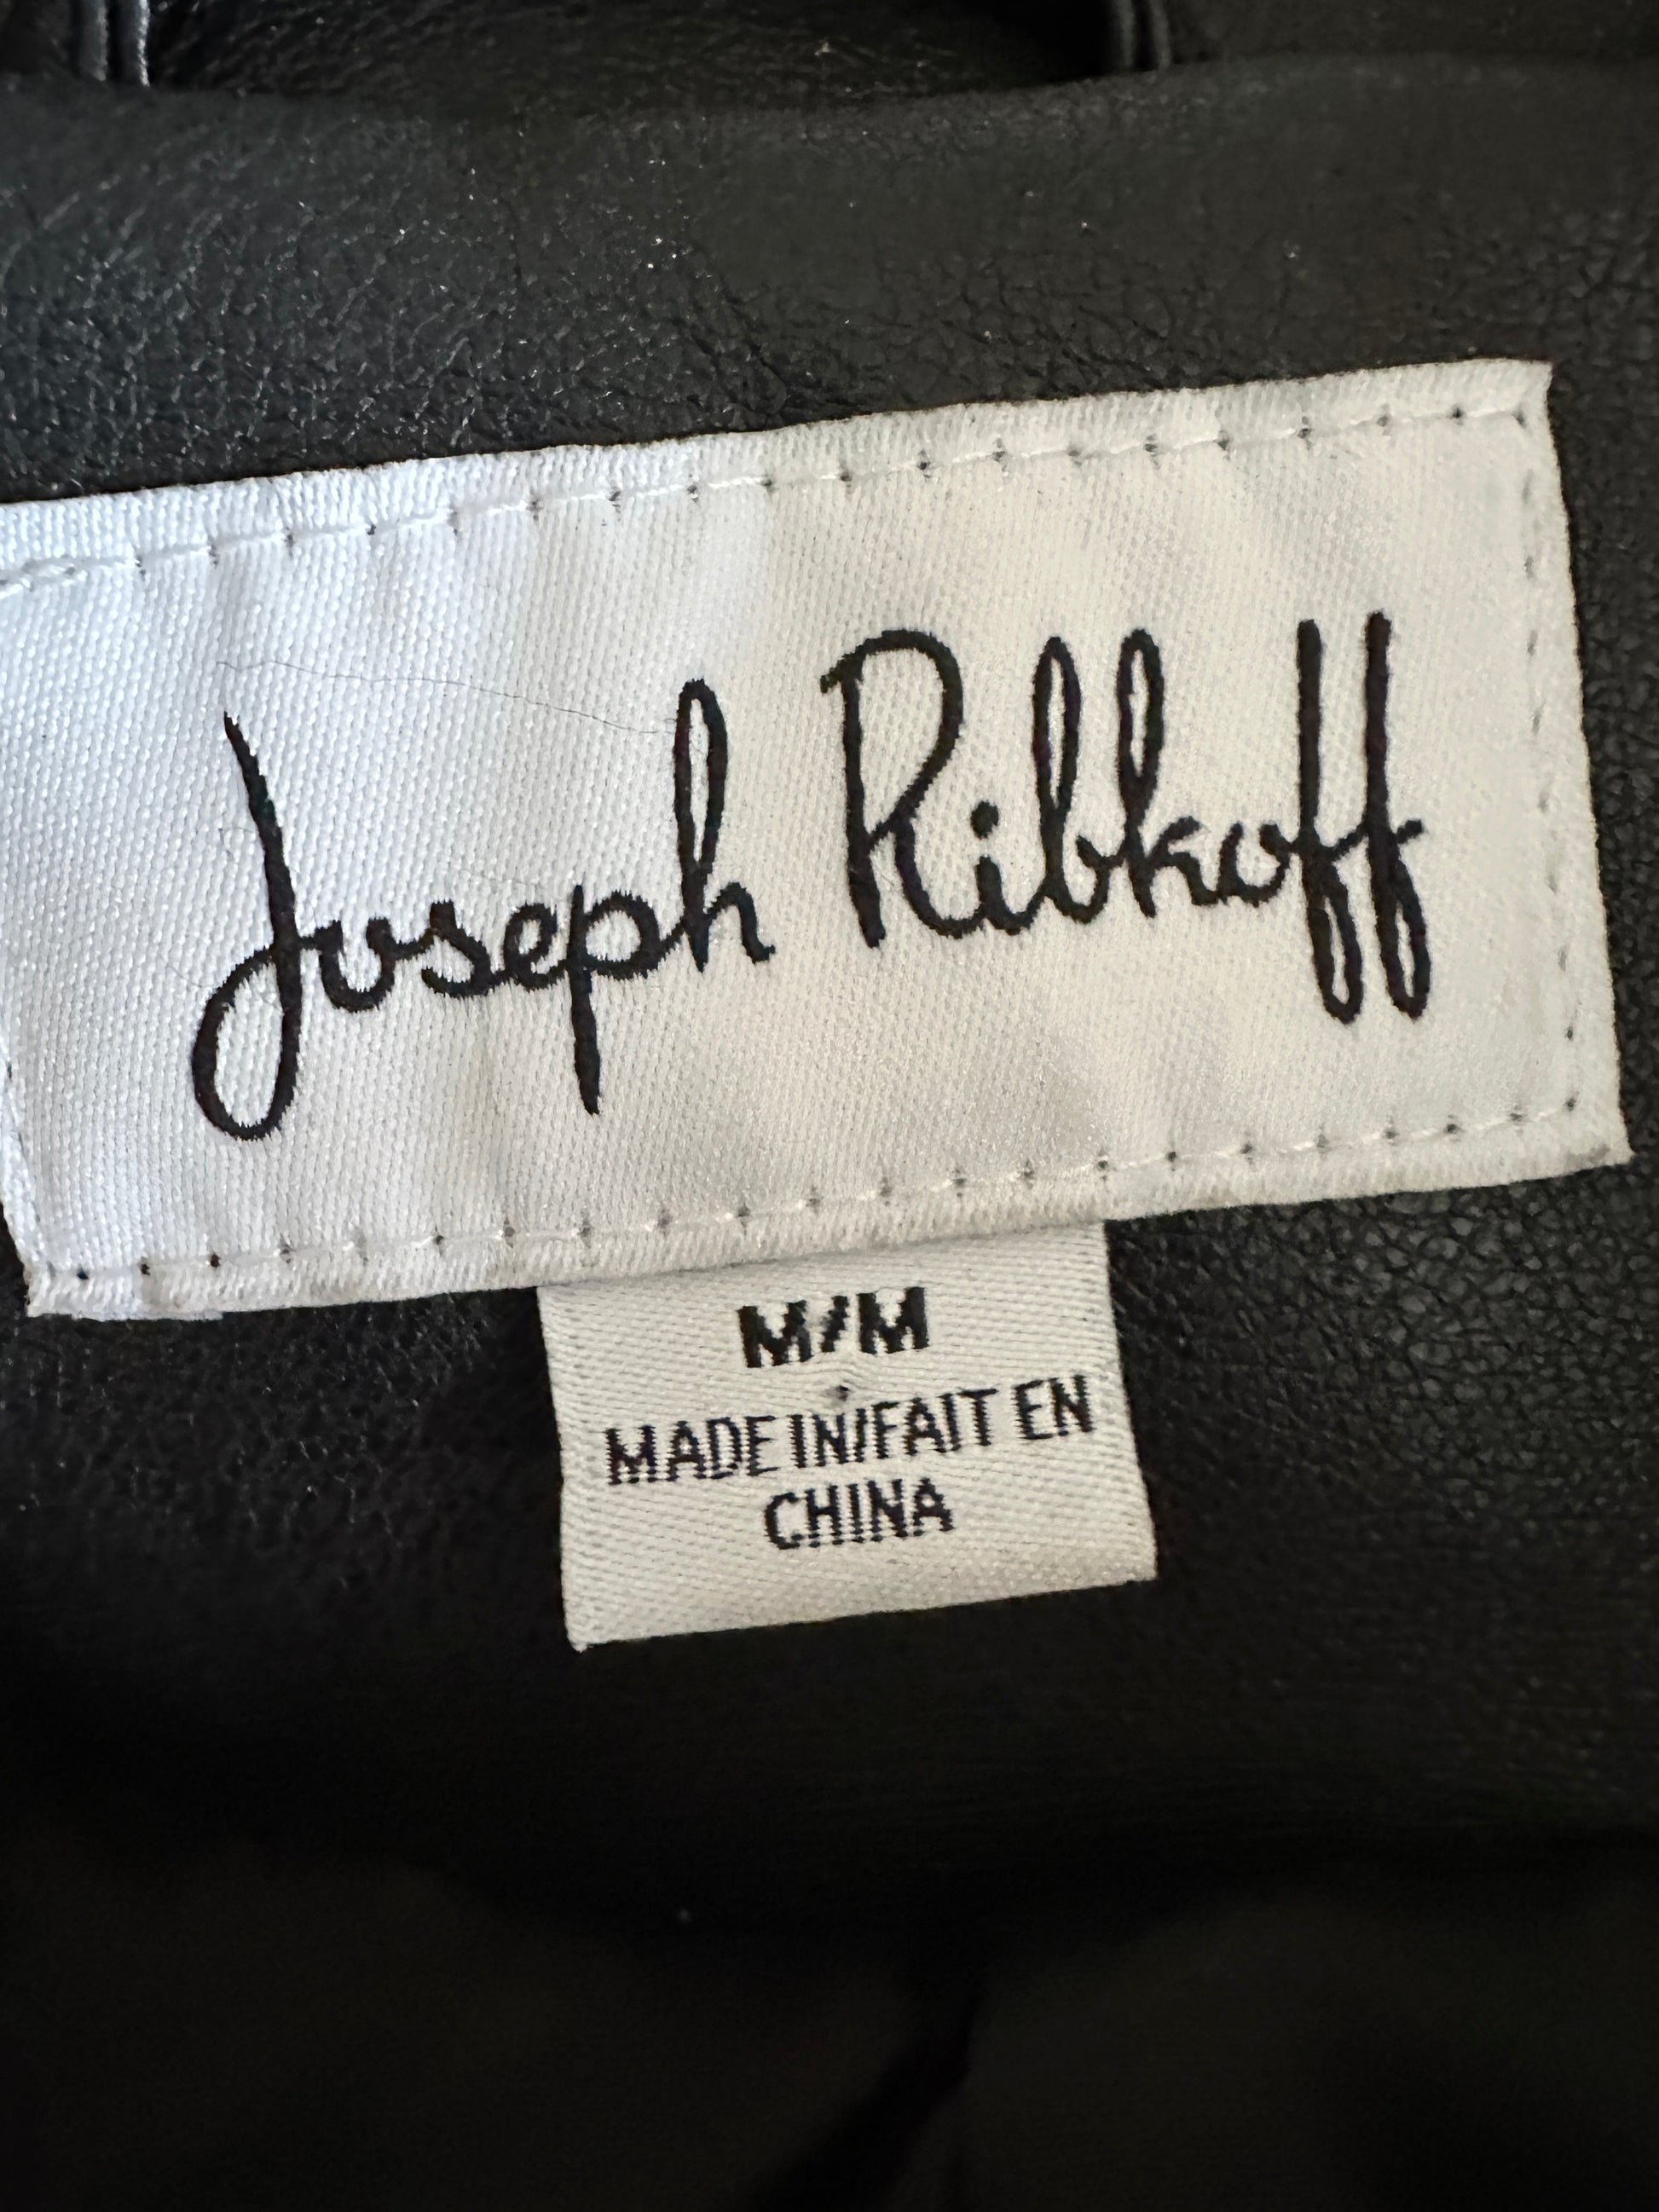 Joseph Ribkoff
M/M
MADE IN/FAIT EN
CHINA